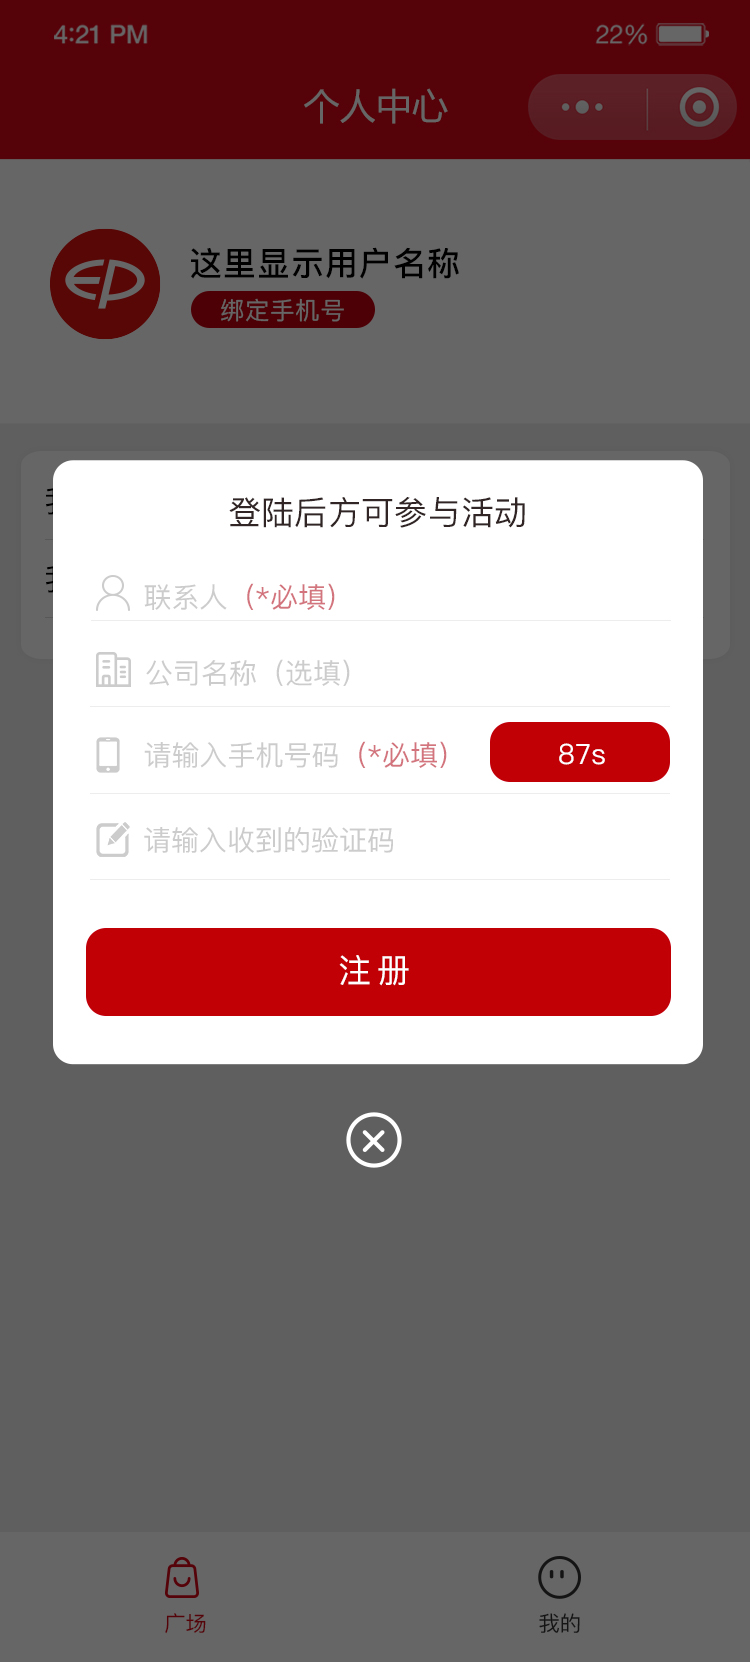 4:21 PM 22%
个人中心
EP
这里显示用户名称
绑定手机号
登陆后方可参与活动
联系人（*必填）
公司名称（选填）
请输入手机号码（*必填） 87s
请输入收到的验证码
注册
广场 我的